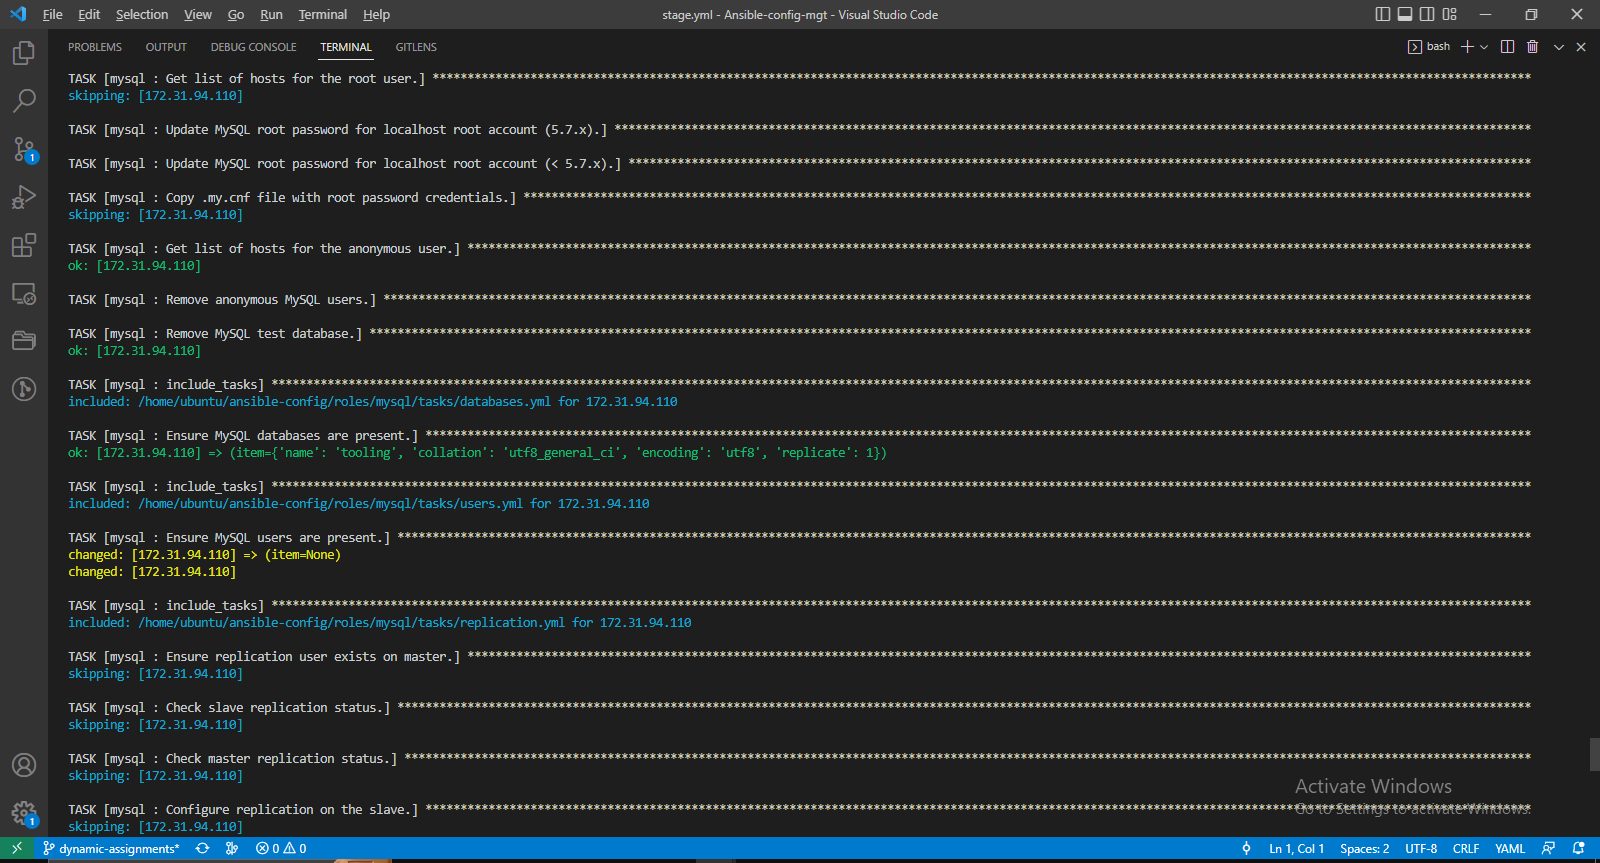 File Edit Selection View Go Run Terminal Help stage.yml - Ansible-config-mgt - Visual Studio Code
PROBLEMS OUTPUT DEBUG CONSOLE TERMINAL GITLENS bash
TASK [mysql : Get list of hosts for the root user.] ****************************************************************************************************************************************************************
skipping: [172.31.94.110]
TASK [mysql : Update MySQL root password for localhost root account (5.7.x).] ***************************************************************************************************************************************
TASK [mysql : Update MySQL root password for localhost root account (< 5.7.x).] *************************************************************************************************************************************
TASK [mysql : Copy .my.cnf file with root password credentials.] ****************************************************************************************************************************************************
skipping: [172.31.94.110]
TASK [mysql : Get list of hosts for the anonymous user.] ************************************************************************************************************************************************************
ok: [172.31.94.110]
TASK [mysql : Remove anonymous MySQL users.] ************************************************************************************************************************************************************************
TASK [mysql : Remove MySQL test database.] **************************************************************************************************************************************************************************
ok: [172.31.94.110]
TASK [mysql : include_tasks] ****************************************************************************************************************************************************************************************
included: /home/ubuntu/ansible-config/roles/mysql/tasks/databases.yml for 172.31.94.110
TASK [mysql : Ensure MySQL databases are present.] ******************************************************************************************************************************************************************
ok: [172.31.94.110] => (item={'name': 'tooling', 'collation': 'utf8_general_ci', 'encoding': 'utf8', 'replicate': 1})
TASK [mysql : include_tasks] ****************************************************************************************************************************************************************************************
included: /home/ubuntu/ansible-config/roles/mysql/tasks/users.yml for 172.31.94.110
TASK [mysql : Ensure MySQL users are present.] **********************************************************************************************************************************************************************
changed: [172.31.94.110] => (item=None)
changed: [172.31.94.110]
TASK [mysql : include_tasks] ****************************************************************************************************************************************************************************************
included: /home/ubuntu/ansible-config/roles/mysql/tasks/replication.yml for 172.31.94.110
TASK [mysql : Ensure replication user exists on master.] ************************************************************************************************************************************************************
skipping: [172.31.94.110]
TASK [mysql : Check slave replication status.] **********************************************************************************************************************************************************************
skipping: [172.31.94.110]
TASK [mysql : Check master replication status.] *********************************************************************************************************************************************************************
skipping: [172.31.94.110]
TASK [mysql : Configure replication on the slave.] ******************************************************************************************************************************************************************
skipping: [172.31.94.110]
Activate Windows
Go to Settings to activate Windows.
1
1
dynamic-assignments* 0 0 Ln 1, Col 1 Spaces: 2 UTF-8 CRLF YAML